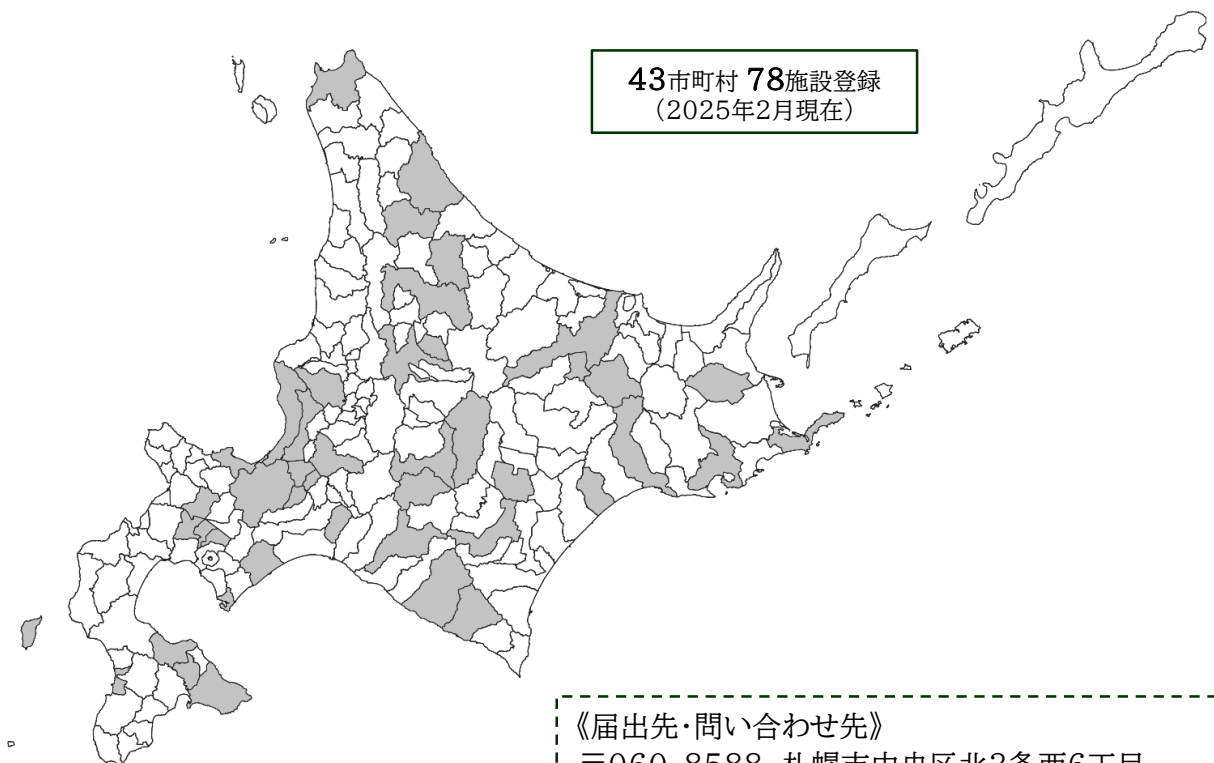 43市町村 78施設登録
（2025年2月現在）
《届出先・問い合わせ先》
〒060-8588 札幌市中央区北3条西6丁目